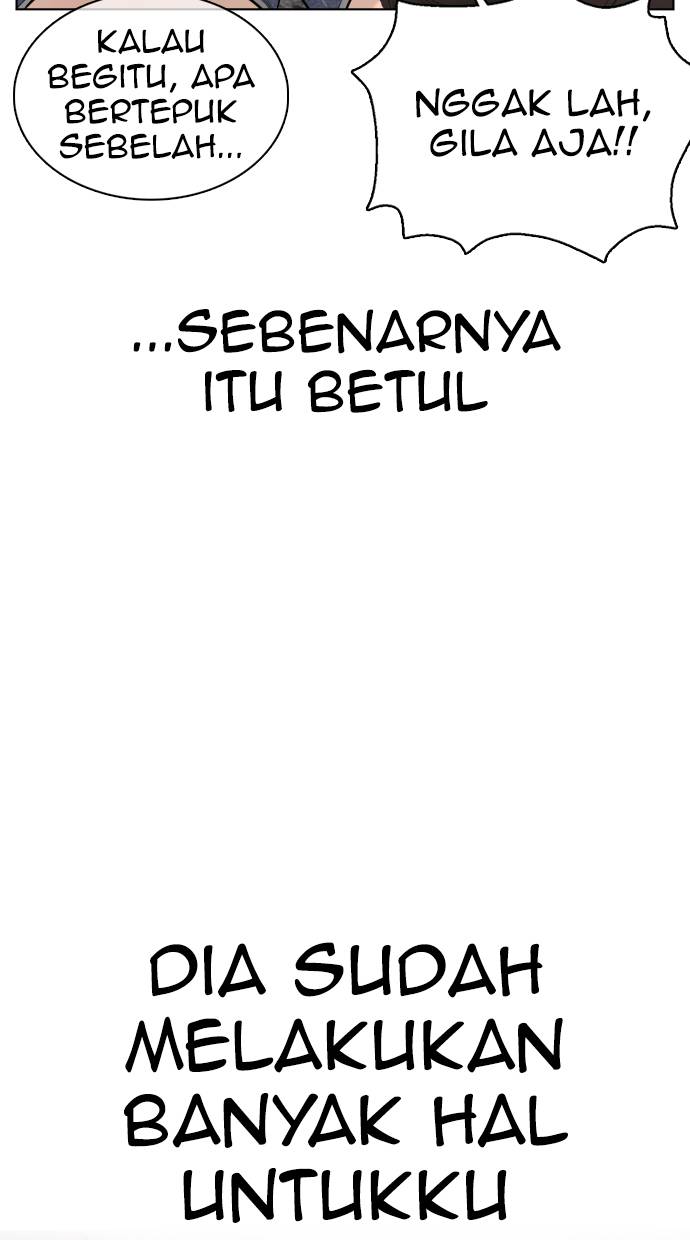 KALAU
BEGITU, APA
BERTEPUK
SEBELAH...
NGGAK LAH,
GILA AJA!!
...SEBENARNYA
ITU BETUL
DIA SUDAH
MELAKUKAN
BANYAK HAL
UNTUKKU